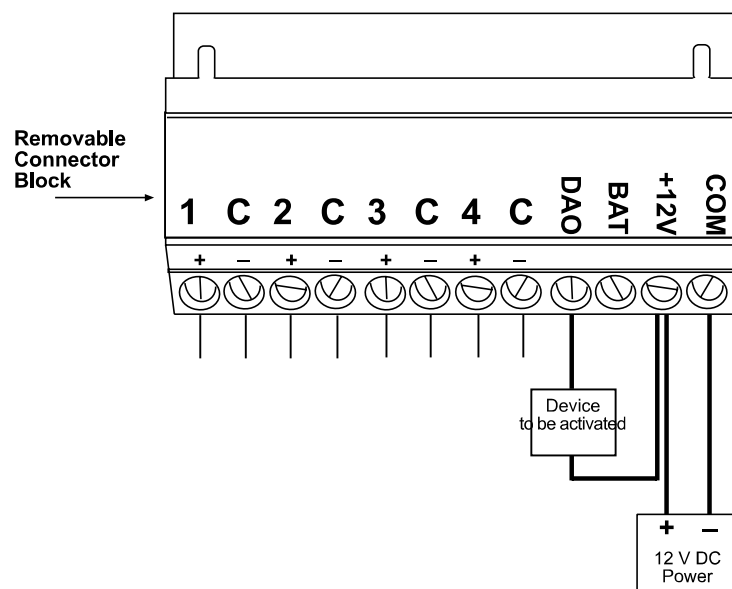 Removable
Connector
Block
1 C 2 C 3 C 4 C DAO BAT +12V COM
+ – + – + – + –
Device
to be activated
+ –
12 V DC
Power